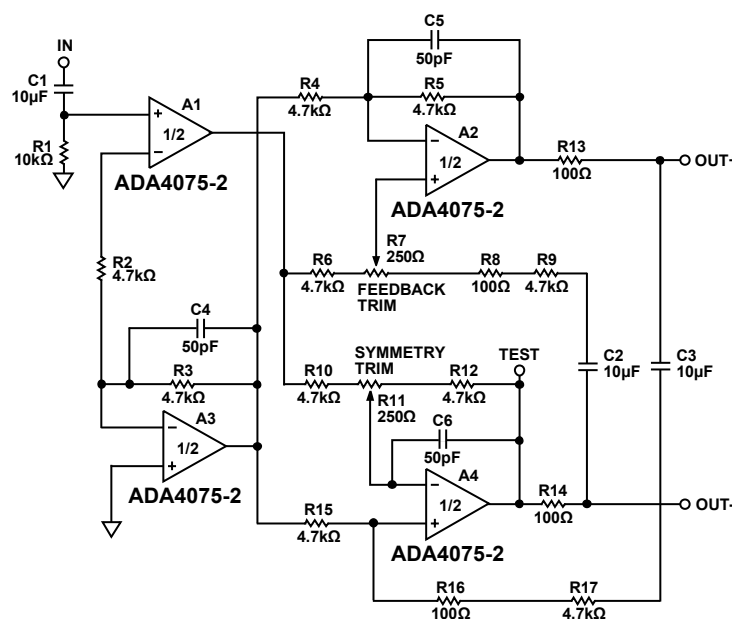 IN
C1
10µF
R1
10kΩ
A1
+
1/2
−
ADA4075-2
R2
4.7kΩ
C4
50pF
R3
4.7kΩ
A3
−
1/2
+
ADA4075-2
C5
50pF
R4
4.7kΩ
R5
4.7kΩ
A2
−
1/2
+
ADA4075-2
R13
100Ω
OUT-
R6
4.7kΩ
R7
250Ω
FEEDBACK
TRIM
R8
100Ω
R9
4.7kΩ
C2
10µF
C3
10µF
SYMMETRY
TRIM
TEST
R10
4.7kΩ
R11
250Ω
R12
4.7kΩ
C6
50pF
A4
−
1/2
+
ADA4075-2
R14
100Ω
OUT-
R15
4.7kΩ
R16
100Ω
R17
4.7kΩ